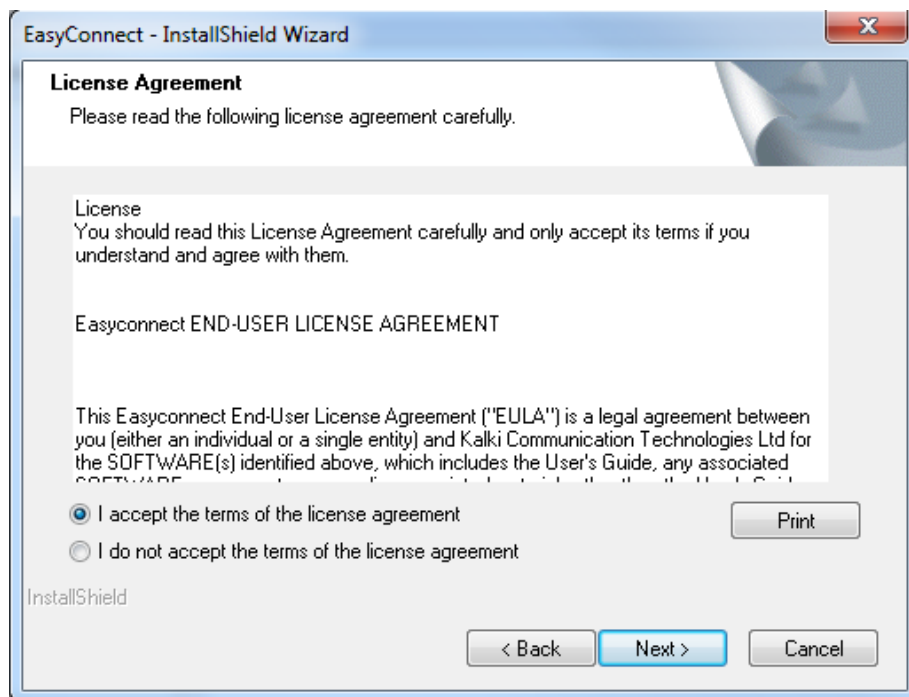 EasyConnect - InstallShield Wizard
License Agreement
Please read the following license agreement carefully.
License
You should read this License Agreement carefully and only accept its terms if you
understand and agree with them.
Easyconnect END-USER LICENSE AGREEMENT
This Easyconnect End-User License Agreement ("EULA") is a legal agreement between
you (either an individual or a single entity) and Kalki Communication Technologies Ltd for
the SOFTWARE(s) identified above, which includes the User's Guide, any associated
I accept the terms of the license agreement
Print
I do not accept the terms of the license agreement
InstallShield
< Back
Next >
Cancel